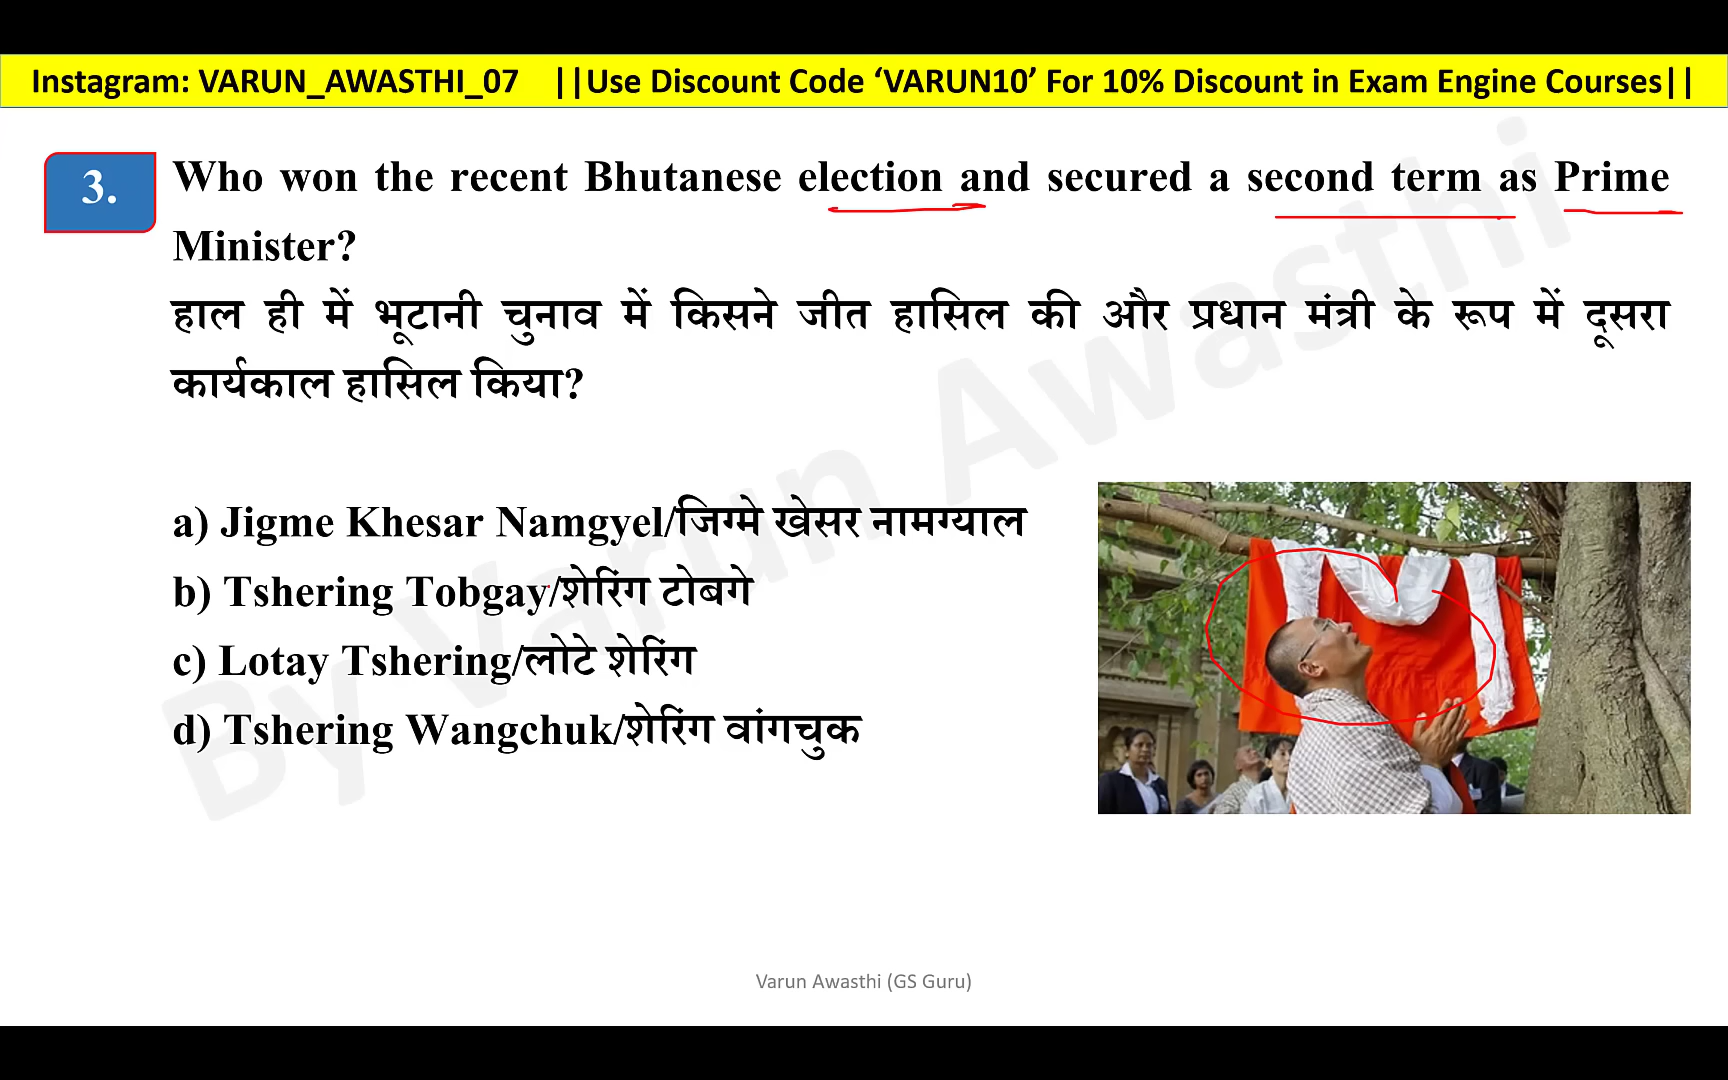 Instagram: VARUN_AWASTHI_07 ||Use Discount Code ‘VARUN10’ For 10% Discount in Exam Engine Courses||
3. Who won the recent Bhutanese election and secured a second term as Prime
Minister?
हाल ही में भूटानी चुनाव में किसने जीत हासिल की और प्रधान मंत्री के रूप में दूसरा
कार्यकाल हासिल किया?
a) Jigme Khesar Namgyel/जिग्मे खेसर नामग्याल
b) Tshering Tobgay/शेरिंग टोबगे
c) Lotay Tshering/लोटे शेरिंग
d) Tshering Wangchuk/शेरिंग वांगचुक
By Varun Awasthi
Varun Awasthi (GS Guru)